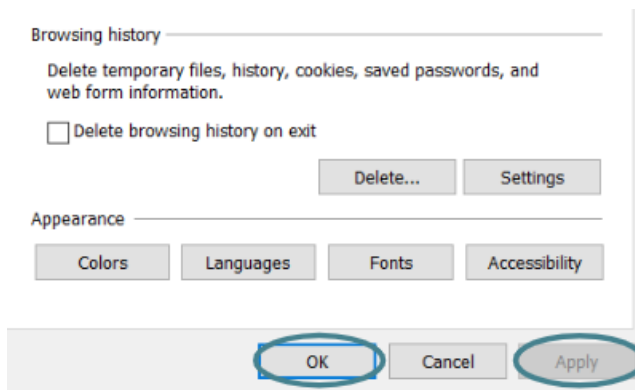 Browsing history
Delete temporary files, history, cookies, saved passwords, and
web form information.
Delete browsing history on exit
Delete... Settings
Appearance
Colors Languages Fonts Accessibility
OK Cancel Apply